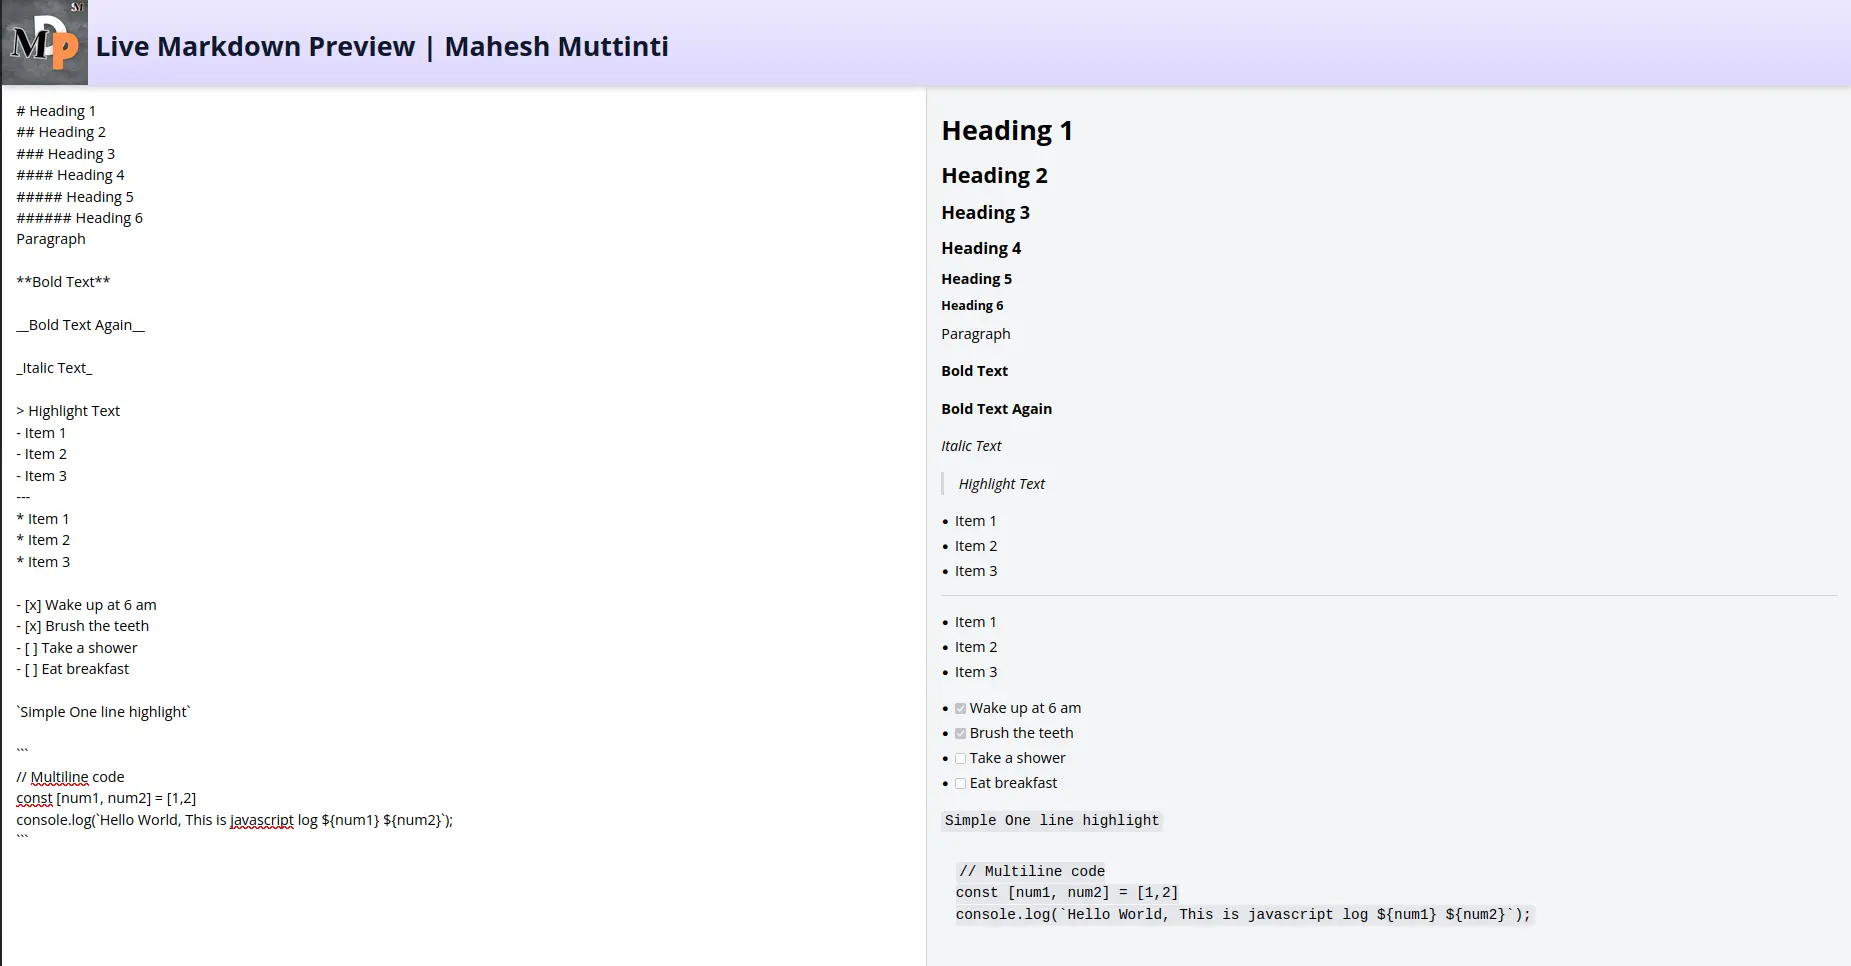 SM
MDP
Live Markdown Preview | Mahesh Muttinti
# Heading 1
## Heading 2
### Heading 3
#### Heading 4
##### Heading 5
###### Heading 6
Paragraph
**Bold Text**
__Bold Text Again__
_Italic Text_
> Highlight Text
- Item 1
- Item 2
- Item 3
---
* Item 1
* Item 2
* Item 3
- [x] Wake up at 6 am
- [x] Brush the teeth
- [ ] Take a shower
- [ ] Eat breakfast
`Simple One line highlight`
```
// Multiline code
const [num1, num2] = [1,2]
console.log(`Hello World, This is javascript log ${num1} ${num2}`);
```
Heading 1
Heading 2
Heading 3
Heading 4
Heading 5
Heading 6
Paragraph
Bold Text
Bold Text Again
Italic Text
Highlight Text
• Item 1
• Item 2
• Item 3
• Item 1
• Item 2
• Item 3
• Wake up at 6 am
• Brush the teeth
• Take a shower
• Eat breakfast
Simple One line highlight
// Multiline code
const [num1, num2] = [1,2]
console.log(`Hello World, This is javascript log ${num1} ${num2}`);